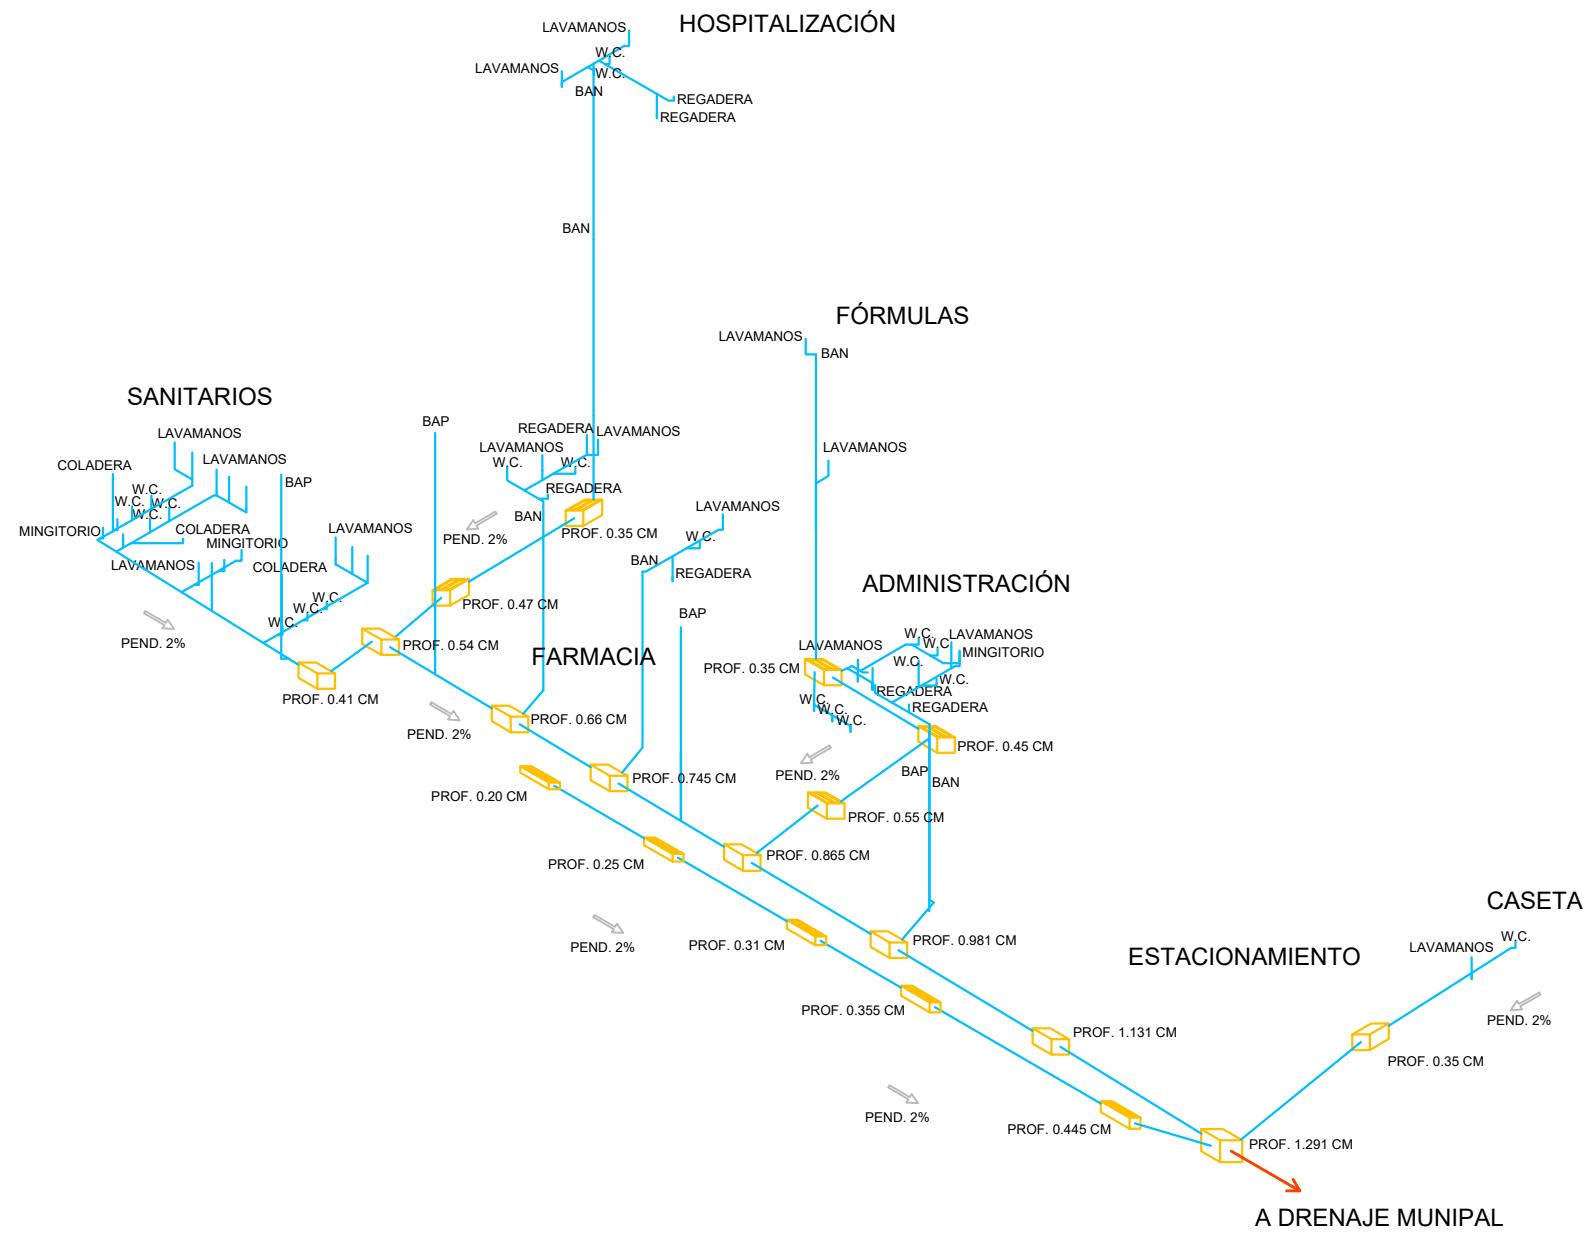 HOSPITALIZACIÓN
LAVAMANOS
W.C.
LAVAMANOS
W.C.
BAN
REGADERA
REGADERA
BAN
FÓRMULAS
LAVAMANOS
BAN
LAVAMANOS
SANITARIOS
LAVAMANOS
COLADERA
LAVAMANOS
BAP
W.C.
W.C.
W.C.
W.C.
MINGITORIO
COLADERA
MINGITORIO
LAVAMANOS
COLADERA
LAVAMANOS
W.C.
W.C.
W.C.
PEND. 2%
PROF. 0.41 CM
BAP
REGADERA
LAVAMANOS
LAVAMANOS
W.C.
W.C.
REGADERA
BAN
PROF. 0.35 CM
PEND. 2%
PROF. 0.47 CM
PROF. 0.54 CM
LAVAMANOS
W.C.
BAN
REGADERA
BAP
FARMACIA
PEND. 2%
PROF. 0.66 CM
PROF. 0.745 CM
ADMINISTRACIÓN
LAVAMANOS
W.C.
W.C.
LAVAMANOS
MINGITORIO
W.C.
W.C.
REGADERA
REGADERA
PROF. 0.35 CM
W.C.
W.C.
W.C.
PROF. 0.45 CM
BAP
BAN
PEND. 2%
PROF. 0.55 CM
PROF. 0.865 CM
PROF. 0.20 CM
PROF. 0.25 CM
PEND. 2%
PROF. 0.31 CM
PROF. 0.981 CM
PROF. 0.355 CM
ESTACIONAMIENTO
CASETA
LAVAMANOS
W.C.
PEND. 2%
PROF. 1.131 CM
PROF. 0.35 CM
PEND. 2%
PROF. 0.445 CM
PROF. 1.291 CM
A DRENAJE MUNIPAL